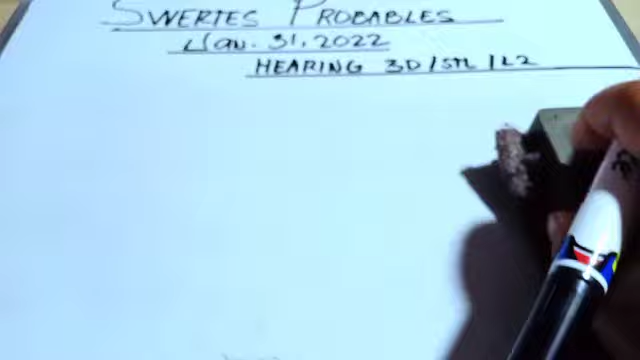 SWERTES PROBABLES
Jan. 31, 2022
HEARING 3D/STL/L2